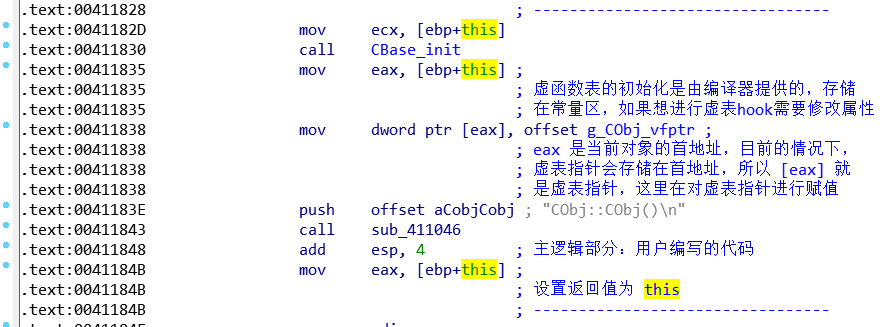 .text:00411828 ; ---------------------------------
.text:0041182D mov ecx, [ebp+this]
.text:00411830 call CBase_init
.text:00411835 mov eax, [ebp+this] ;
.text:00411835 ; 虚函数表的初始化是由编译器提供的，存储
.text:00411835 ; 在常量区，如果想进行虚表hook需要修改属性
.text:00411838 mov dword ptr [eax], offset g_CObj_vfptr ;
.text:00411838 ; eax 是当前对象的首地址，目前的情况下，
.text:00411838 ; 虚表指针会存储在首地址，所以 [eax] 就
.text:00411838 ; 是虚表指针，这里在对虚表指针进行赋值
.text:0041183E push offset aCobjCobj ; "CObj::CObj()\n"
.text:00411843 call sub_411046
.text:00411848 add esp, 4 ; 主逻辑部分：用户编写的代码
.text:0041184B mov eax, [ebp+this] ;
.text:0041184B ; 设置返回值为 this
.text:0041184B ; ---------------------------------